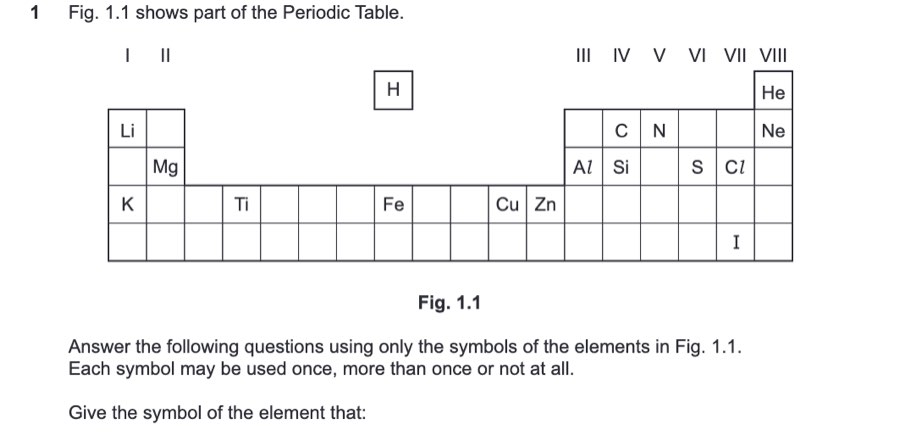 1 Fig. 1.1 shows part of the Periodic Table.
I II III IV V VI VII VIII
H He
Li C N Ne
Mg Al Si S Cl
K Ti Fe Cu Zn
I
Fig. 1.1
Answer the following questions using only the symbols of the elements in Fig. 1.1.
Each symbol may be used once, more than once or not at all.
Give the symbol of the element that: